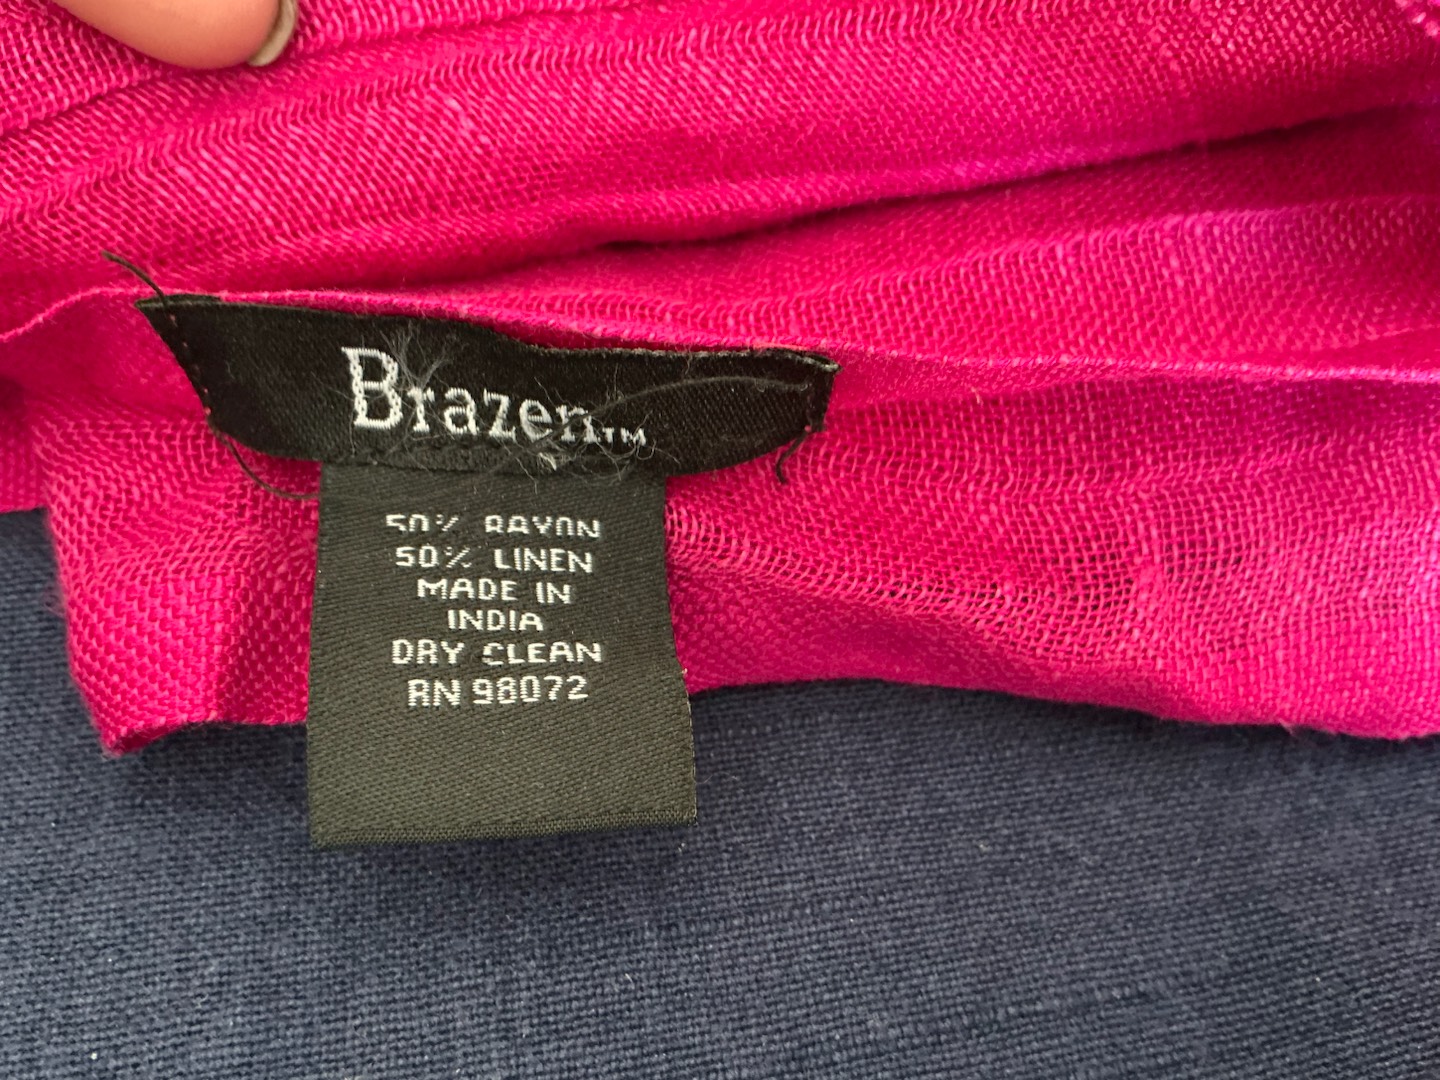 Brazen™
50% RAYON
50% LINEN
MADE IN
INDIA
DRY CLEAN
RN 98072